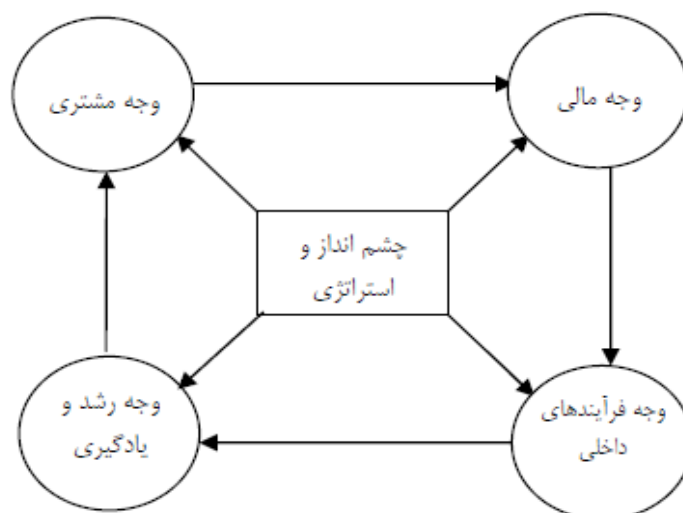 وجه مالی
وجه مشتری
چشم انداز و
استراتژی
وجه فرآیندهای
داخلی
وجه رشد و
یادگیری